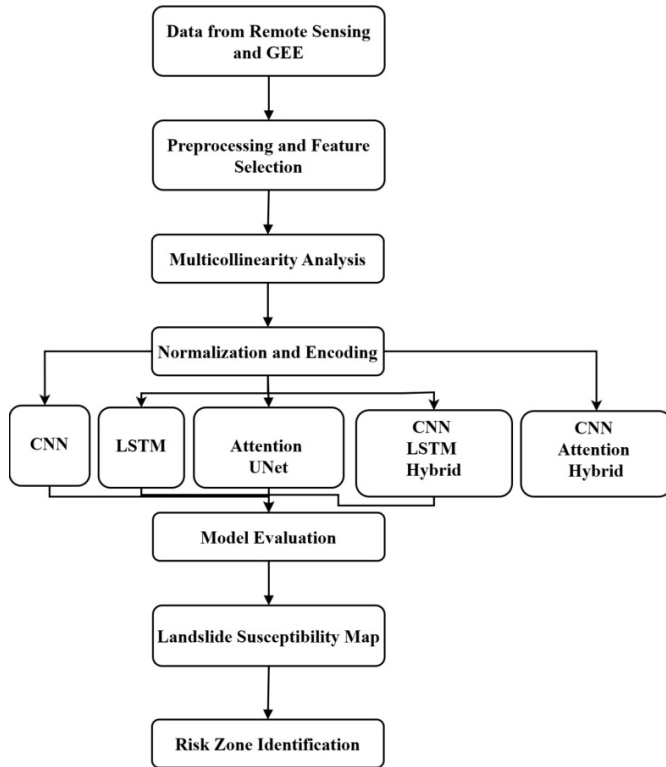 Data from Remote Sensing
and GEE
Preprocessing and Feature
Selection
Multicollinearity Analysis
Normalization and Encoding
CNN
LSTM
Attention
UNet
CNN
LSTM
Hybrid
CNN
Attention
Hybrid
Model Evaluation
Landslide Susceptibility Map
Risk Zone Identification